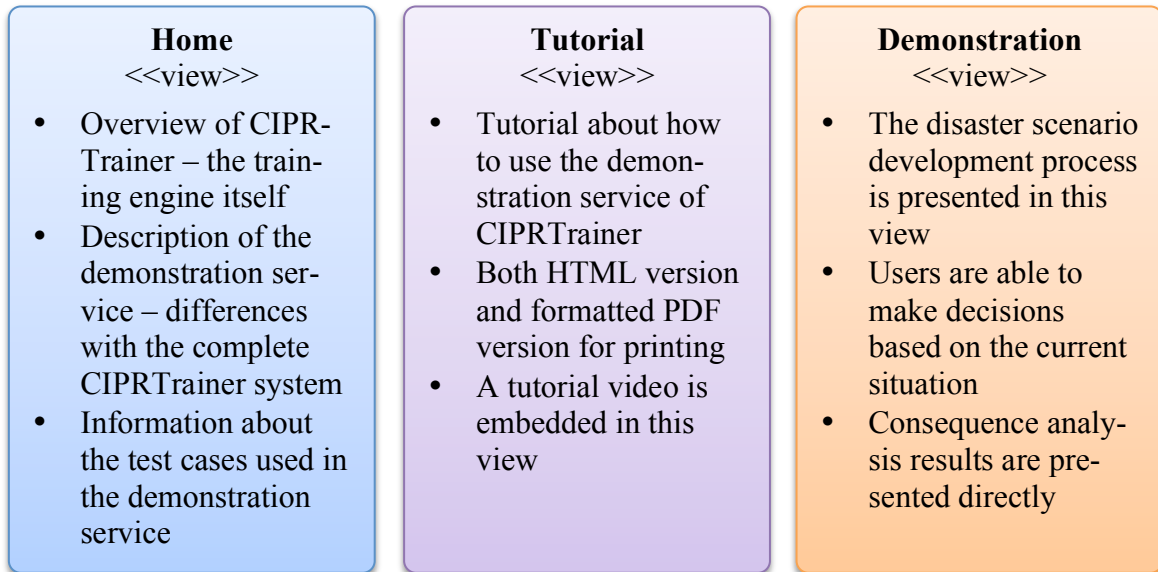 Home
<<view>>
• Overview of CIPR-
Trainer – the train-
ing engine itself
• Description of the
demonstration ser-
vice – differences
with the complete
CIPRTrainer system
• Information about
the test cases used in
the demonstration
service
Tutorial
<<view>>
• Tutorial about how
to use the demon-
stration service of
CIPRTrainer
• Both HTML version
and formatted PDF
version for printing
• A tutorial video is
embedded in this
view
Demonstration
<<view>>
• The disaster scenario
development process
is presented in this
view
• Users are able to
make decisions
based on the current
situation
• Consequence analy-
sis results are pre-
sented directly